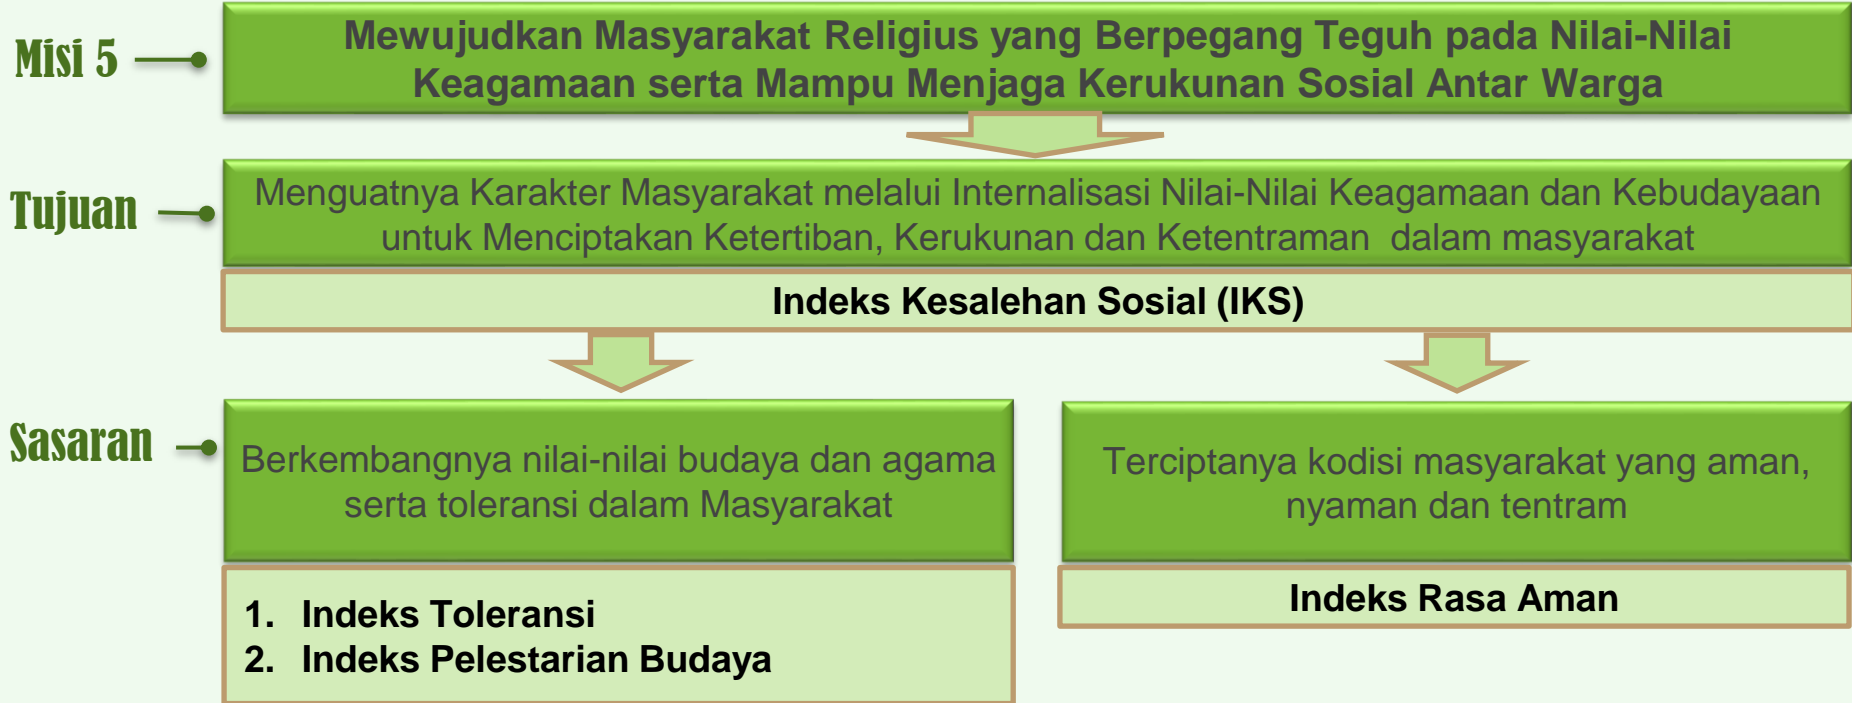 Misi 5
Mewujudkan Masyarakat Religius yang Berpegang Teguh pada Nilai-Nilai
Keagamaan serta Mampu Menjaga Kerukunan Sosial Antar Warga
Tujuan
Menguatnya Karakter Masyarakat melalui Internalisasi Nilai-Nilai Keagamaan dan Kebudayaan
untuk Menciptakan Ketertiban, Kerukunan dan Ketentraman dalam masyarakat
Indeks Kesalehan Sosial (IKS)
Sasaran
Berkembangnya nilai-nilai budaya dan agama
serta toleransi dalam Masyarakat
1. Indeks Toleransi
2. Indeks Pelestarian Budaya
Terciptanya kodisi masyarakat yang aman,
nyaman dan tentram
Indeks Rasa Aman